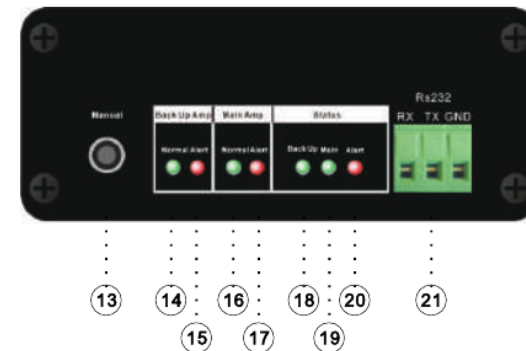 Rs232
Manual
Back Up Amp
Main Amp
Status
RX TX GND
Normal Alert
Normal Alert
Back Up Main Alert
13
14
16
18
20
21
15
17
19